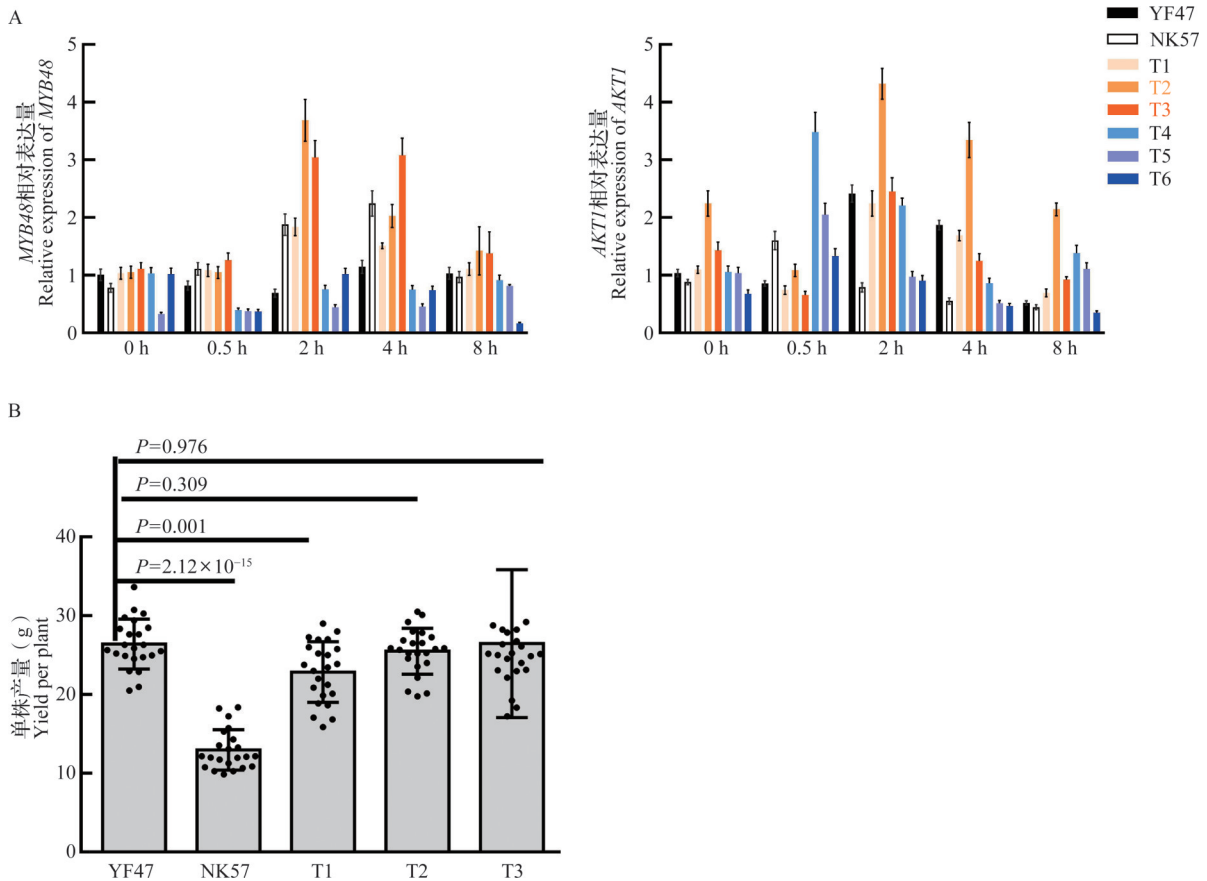 A
YF47
NK57
T1
T2
T3
T4
T5
T6
MYB48相对表达量
Relative expression of MYB48
5
4
3
2
1
0
0 h 0.5 h 2 h 4 h 8 h
AKT1相对表达量
Relative expression of AKT1
5
4
3
2
1
0
0 h 0.5 h 2 h 4 h 8 h
B
P=0.976
P=0.309
P=0.001
P=2.12×10⁻¹⁵
单株产量（g）
Yield per plant
40
30
20
10
0
YF47 NK57 T1 T2 T3